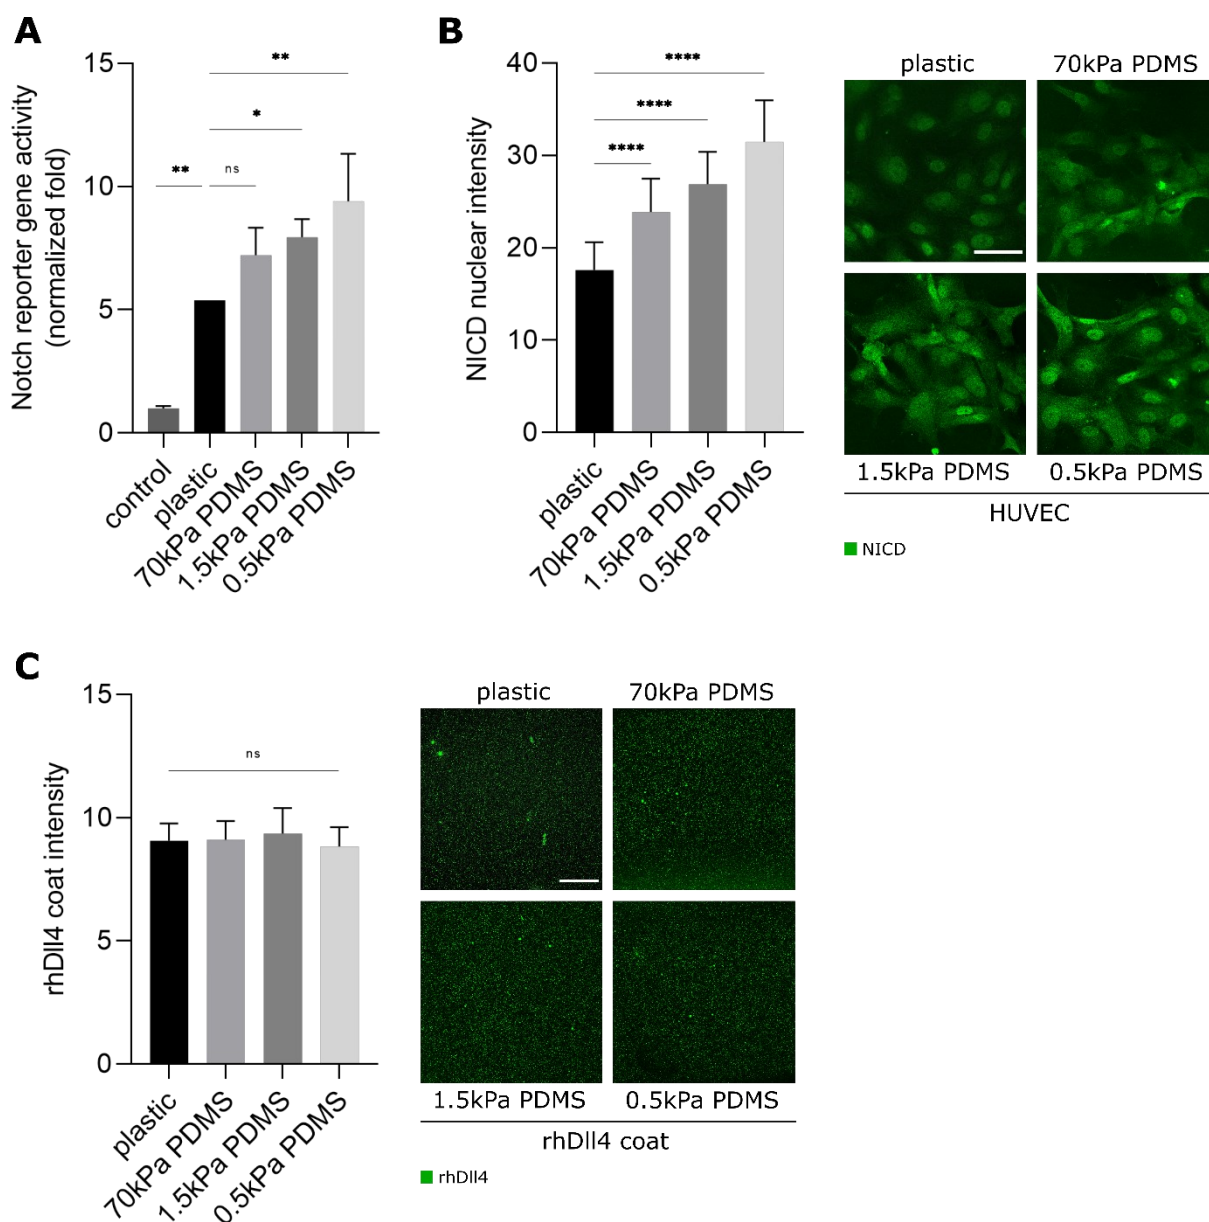 A
Notch reporter gene activity
(normalized fold)
15
10
5
0
**
*
** ns
control
plastic
70kPa PDMS
1.5kPa PDMS
0.5kPa PDMS
B
NICD nuclear intensity
40
30
20
10
0
****
****
****
plastic
70kPa PDMS
1.5kPa PDMS
0.5kPa PDMS
plastic 70kPa PDMS
1.5kPa PDMS 0.5kPa PDMS
HUVEC
NICD
C
rhDll4 coat intensity
15
10
5
0
ns
plastic
70kPa PDMS
1.5kPa PDMS
0.5kPa PDMS
plastic 70kPa PDMS
1.5kPa PDMS 0.5kPa PDMS
rhDll4 coat
rhDll4